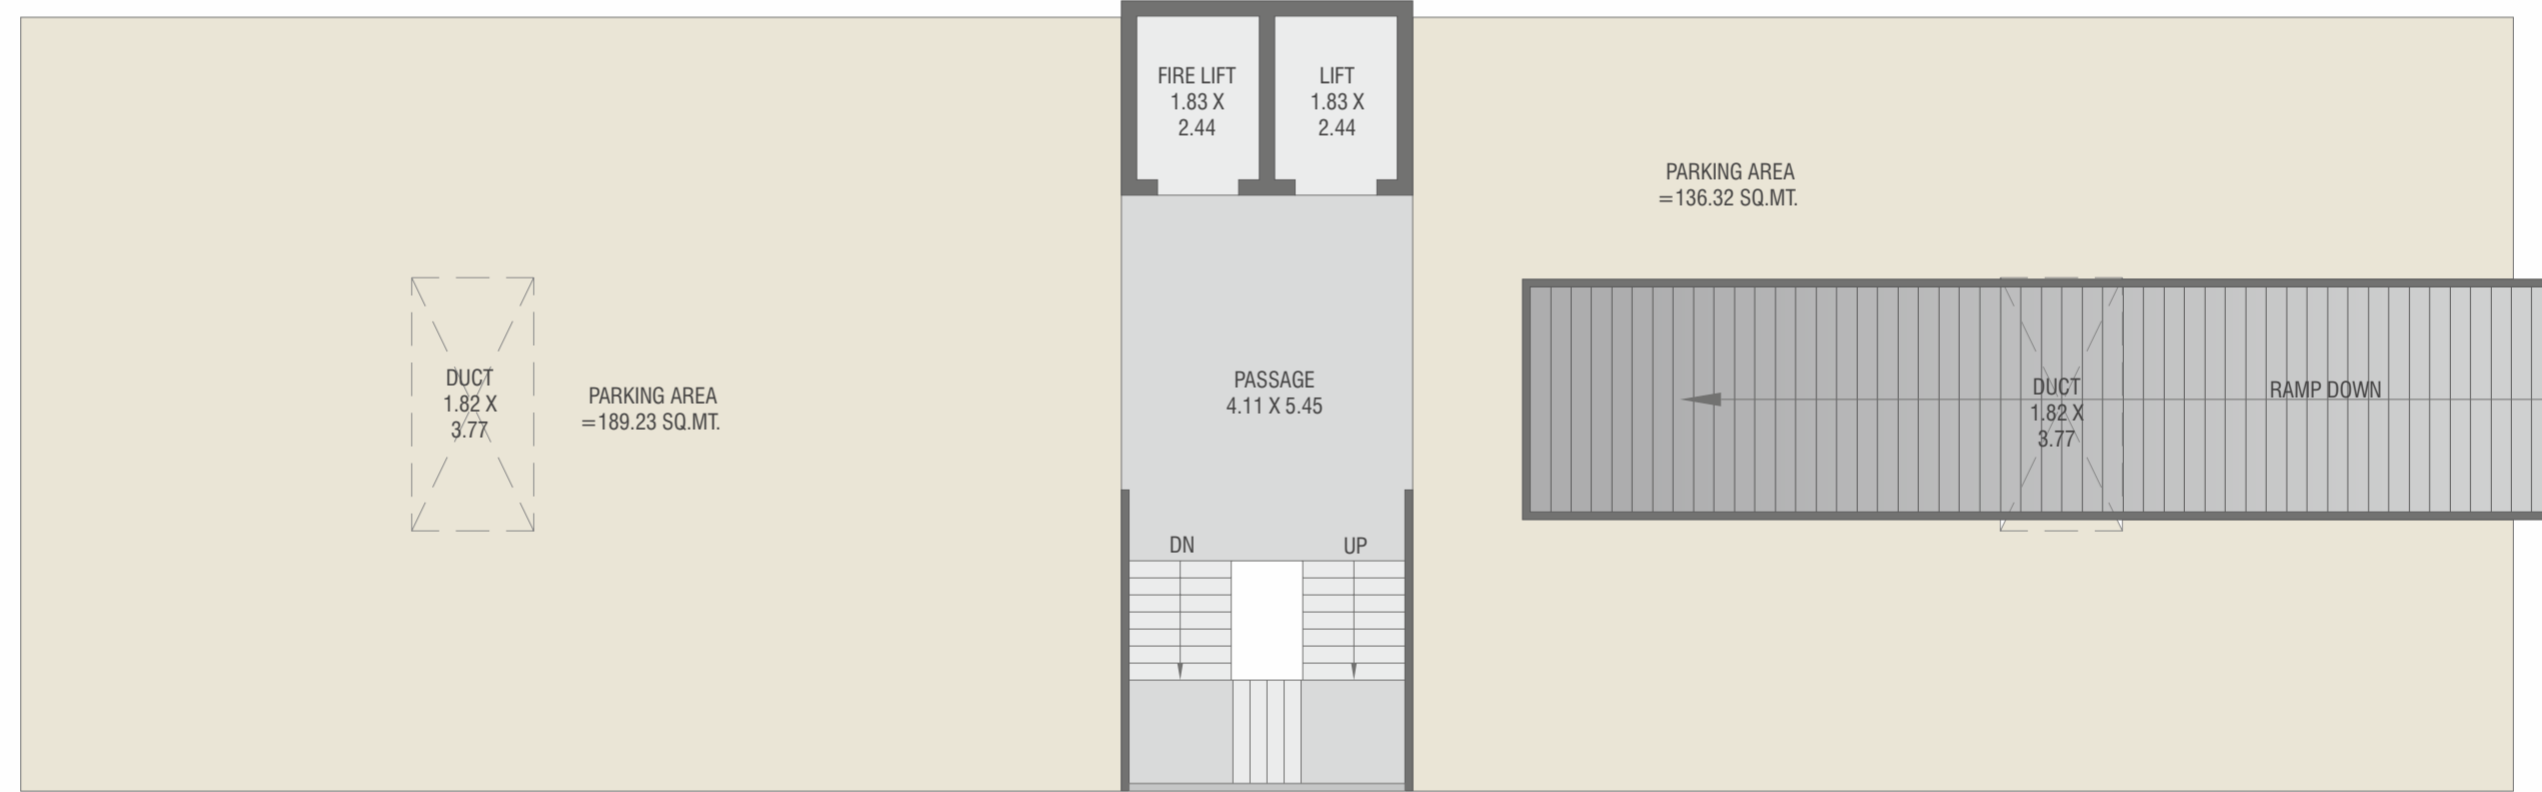 FIRE LIFT
1.83 X
2.44
LIFT
1.83 X
2.44
PARKING AREA
=136.32 SQ.MT.
DUCT
1.82 X
3.77
PARKING AREA
=189.23 SQ.MT.
PASSAGE
4.11 X 5.45
DUCT
1.82 X
3.77
RAMP DOWN
DN
UP